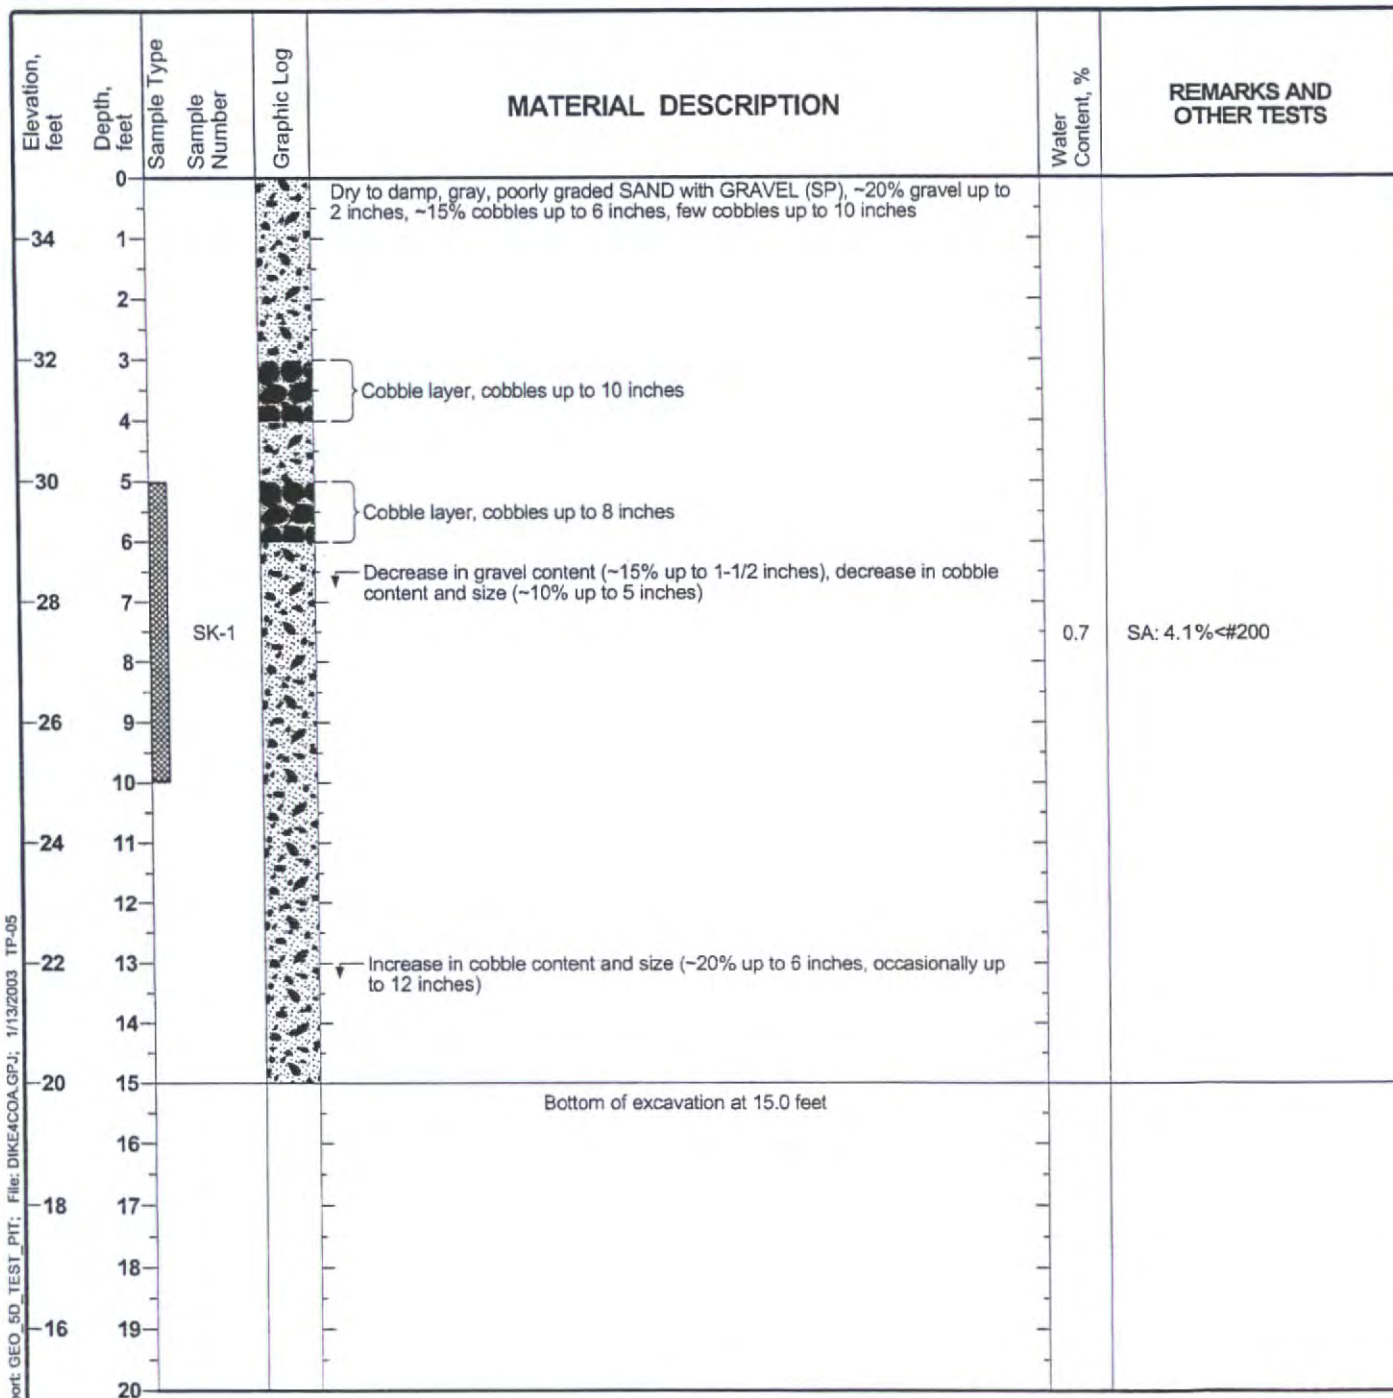 Elevation,
feet
Depth,
feet
Sample Type
Sample
Number
Graphic Log
MATERIAL DESCRIPTION
Water
Content, %
REMARKS AND
OTHER TESTS
0
Dry to damp, gray, poorly graded SAND with GRAVEL (SP), ~20% gravel up to
2 inches, ~15% cobbles up to 6 inches, few cobbles up to 10 inches
34
1
2
32
3
Cobble layer, cobbles up to 10 inches
4
30
5
Cobble layer, cobbles up to 8 inches
6
Decrease in gravel content (~15% up to 1-1/2 inches), decrease in cobble
content and size (~10% up to 5 inches)
28
7
SK-1
0.7
SA: 4.1%<#200
8
26
9
10
24
11
12
22
13
Increase in cobble content and size (~20% up to 6 inches, occasionally up
to 12 inches)
14
20
15
Bottom of excavation at 15.0 feet
16
18
17
18
16
19
20
GEO_5D_TEST_PIT; File: DIKE4COA.GPJ; 1/13/2003 TP-05